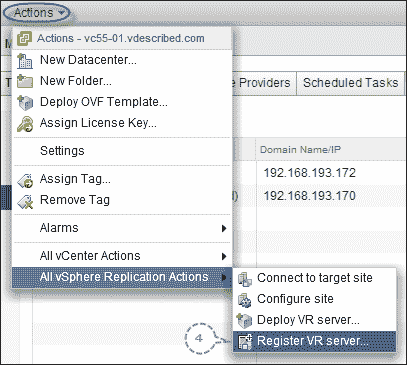 Actions
Actions - vc55-01.vdescribed.com
New Datacenter...
New Folder...
Deploy OVF Template...
Providers
Scheduled Tasks
Assign License Key...
Settings
Domain Name/IP
192.168.193.172
Assign Tag...
192.168.193.170
Remove Tag
Alarms
All vCenter Actions
All vSphere Replication Actions
Connect to target site
Configure site
Deploy VR server...
4
Register VR server...